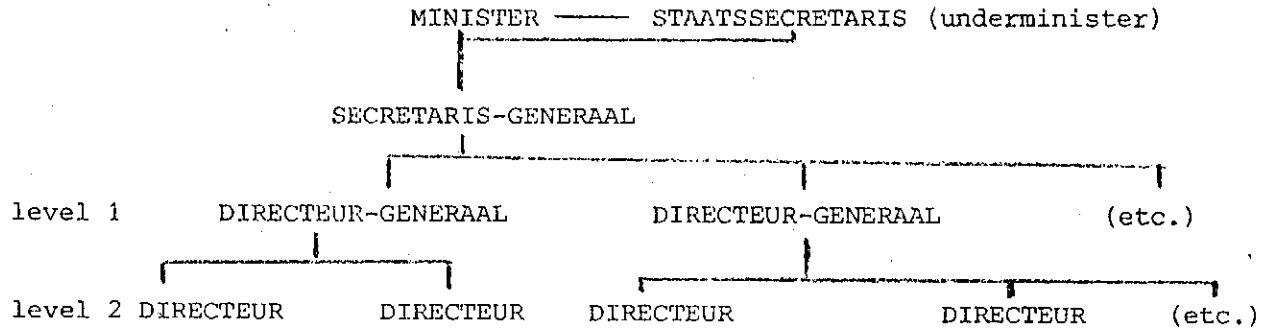 MINISTER —— STAATSSECRETARIS (underminister)
SECRETARIS-GENERAAL
level 1 DIRECTEUR-GENERAAL DIRECTEUR-GENERAAL (etc.)
level 2 DIRECTEUR DIRECTEUR DIRECTEUR DIRECTEUR (etc.)